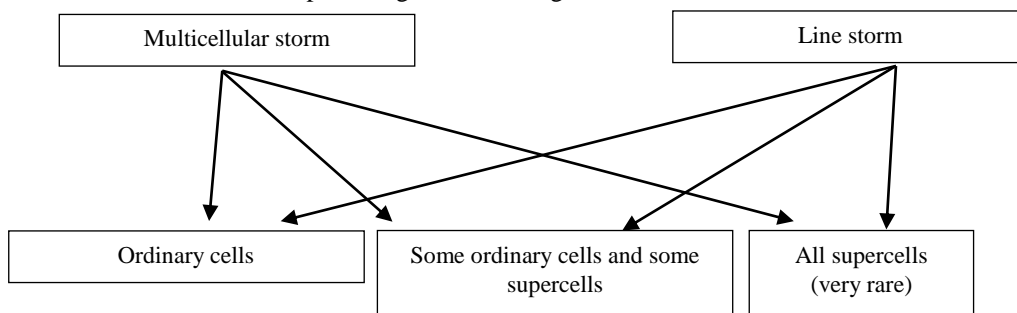 Multicellular storm
Line storm
Ordinary cells
Some ordinary cells and some
supercells
All supercells
(very rare)